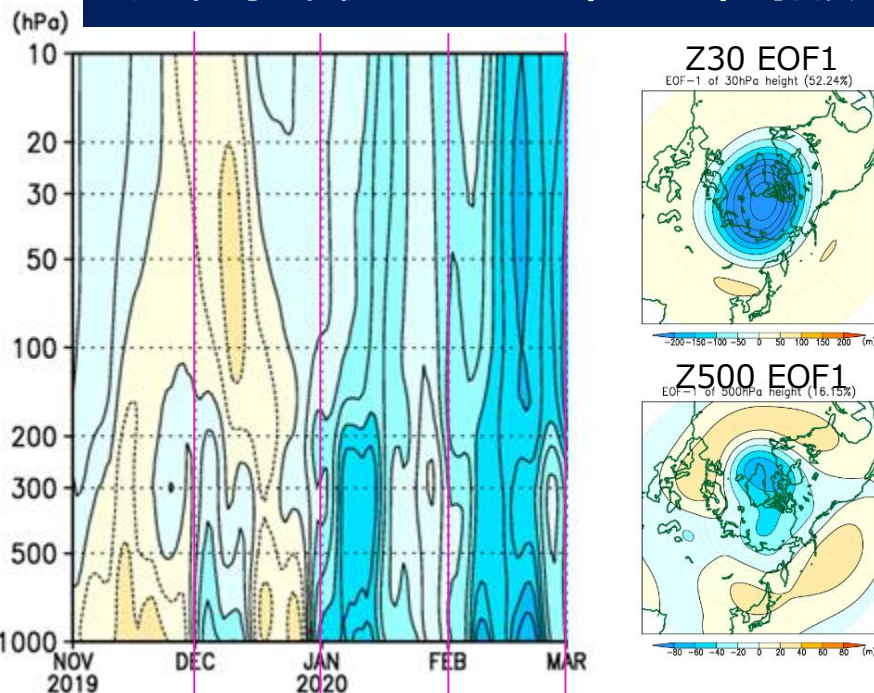 (hPa)
10
20
30
50
100
200
300
500
1000
NOV
2019
DEC
JAN
2020
FEB
MAR
Z30 EOF1
EOF-1 of 30hPa height (52.24%)
-200 -150 -100 -50 0 50 100 150 200 (m)
Z500 EOF1
EOF-1 of 500hPa height (16.15%)
-80 -60 -40 -20 0 20 40 60 80 (m)